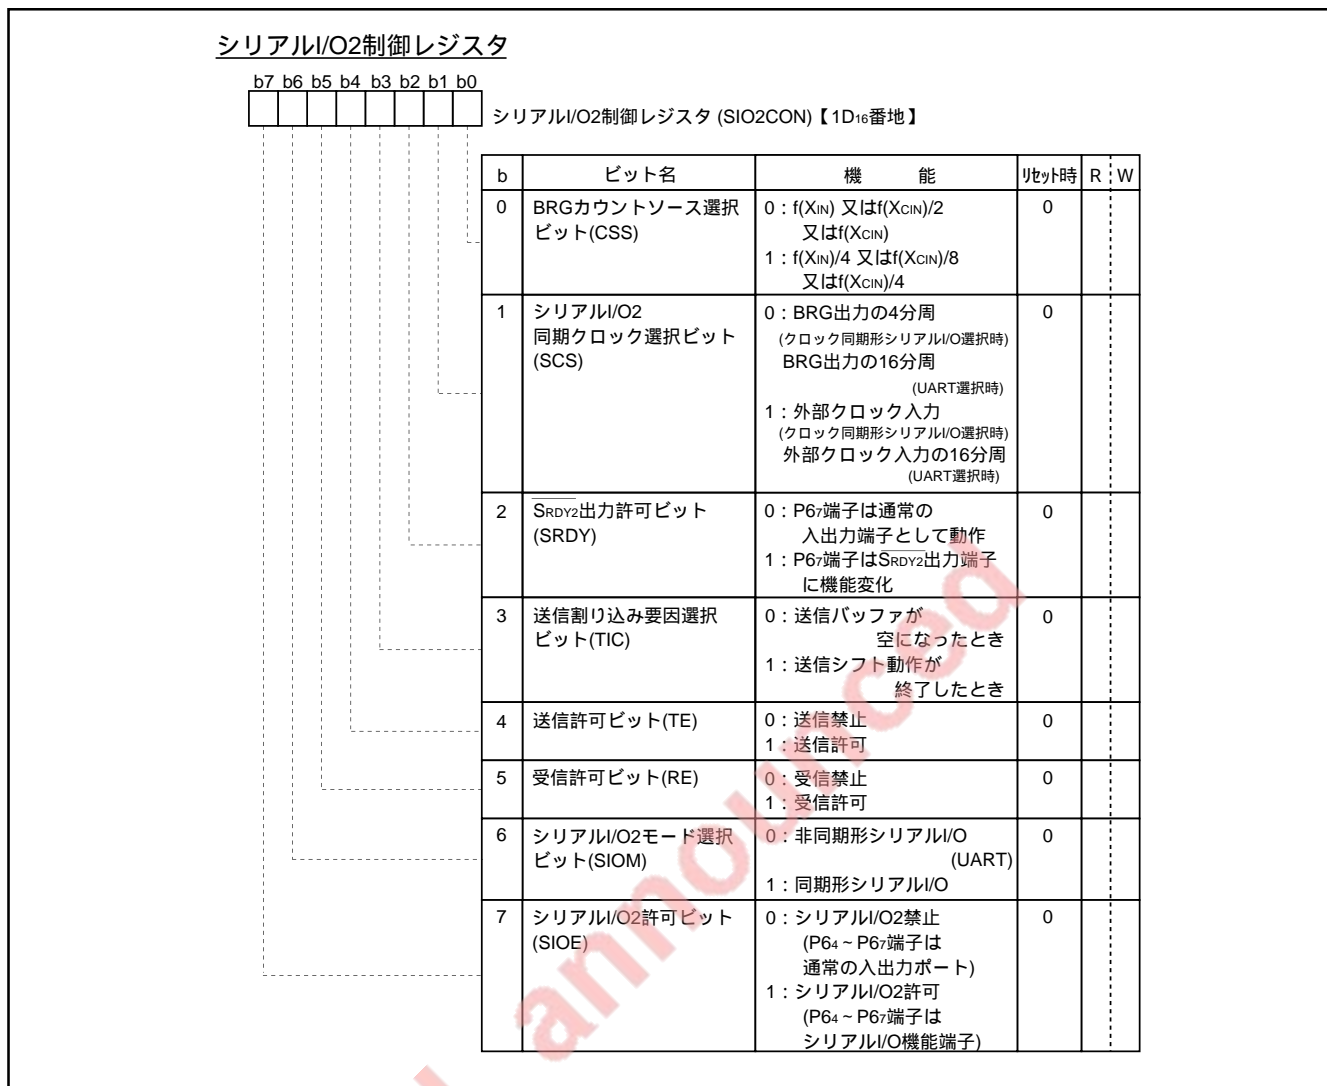 シリアルI/O2制御レジスタ
b7 b6 b5 b4 b3 b2 b1 b0
シリアルI/O2制御レジスタ (SIO2CON)【1D16番地】
b ビット名 機 能 リセット時 R W
0 BRGカウントソース選択 0：f(XIN) 又はf(XCIN)/2 0
ビット(CSS) 又はf(XCIN)
1：f(XIN)/4 又はf(XCIN)/8
又はf(XCIN)/4
1 シリアルI/O2 0：BRG出力の4分周 0
同期クロック選択ビット (クロック同期形シリアルI/O選択時)
(SCS) BRG出力の16分周
(UART選択時)
1：外部クロック入力
(クロック同期形シリアルI/O選択時)
外部クロック入力の16分周
(UART選択時)
2 SRDY2出力許可ビット 0：P67端子は通常の 0
(SRDY) 入出力端子として動作
1：P67端子はSRDY2出力端子
に機能変化
3 送信割り込み要因選択 0：送信バッファが 0
ビット(TIC) 空になったとき
1：送信シフト動作が
終了したとき
4 送信許可ビット(TE) 0：送信禁止 0
1：送信許可
5 受信許可ビット(RE) 0：受信禁止 0
1：受信許可
6 シリアルI/O2モード選択 0：非同期形シリアルI/O 0
ビット(SIOM) (UART)
1：同期形シリアルI/O
7 シリアルI/O2許可ビット 0：シリアルI/O2禁止 0
(SIOE) (P64～P67端子は
通常の入出力ポート)
1：シリアルI/O2許可
(P64～P67端子は
シリアルI/O機能端子)
announced